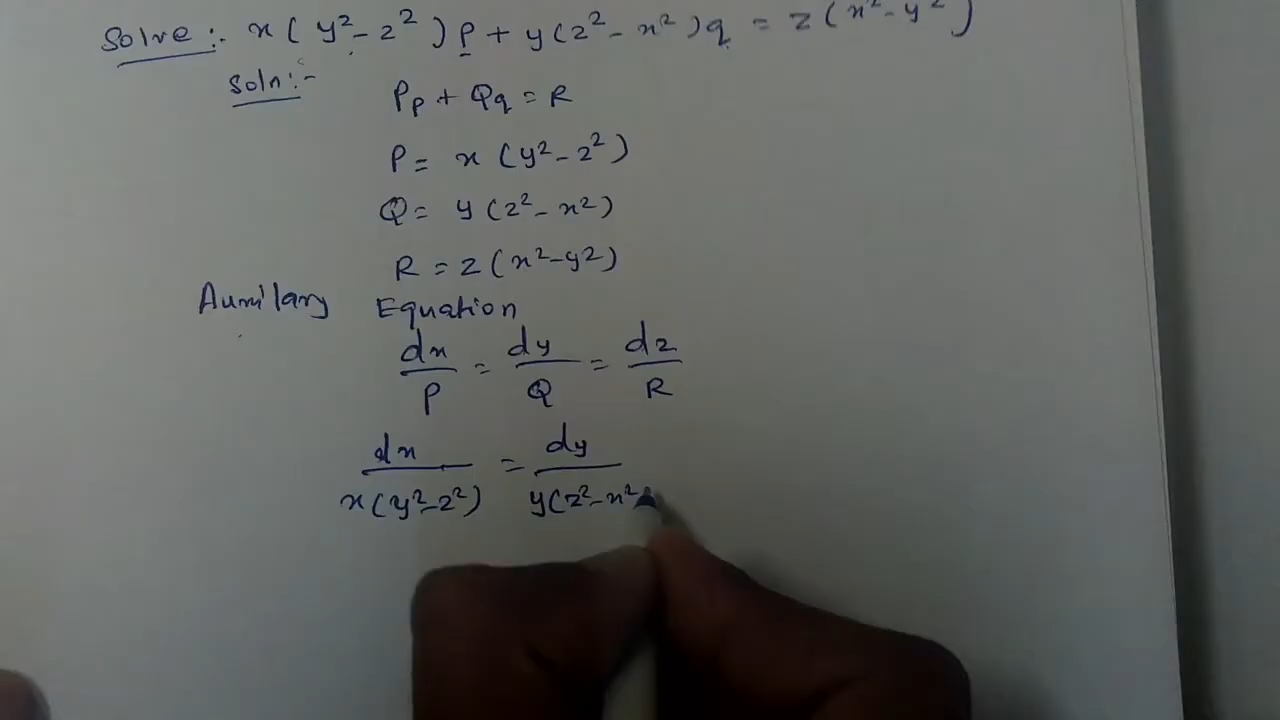 Solve :- x ( y² - z² ) p + y ( z² - x² ) q = z ( x² - y² )
Soln :-
Pp + Qq = R
P = x ( y² - z² )
Q = y ( z² - x² )
R = z ( x² - y² )
Auxilary Equation
dx/P = dy/Q = dz/R
dx/x(y²-z²) = dy/y(z²-x²)